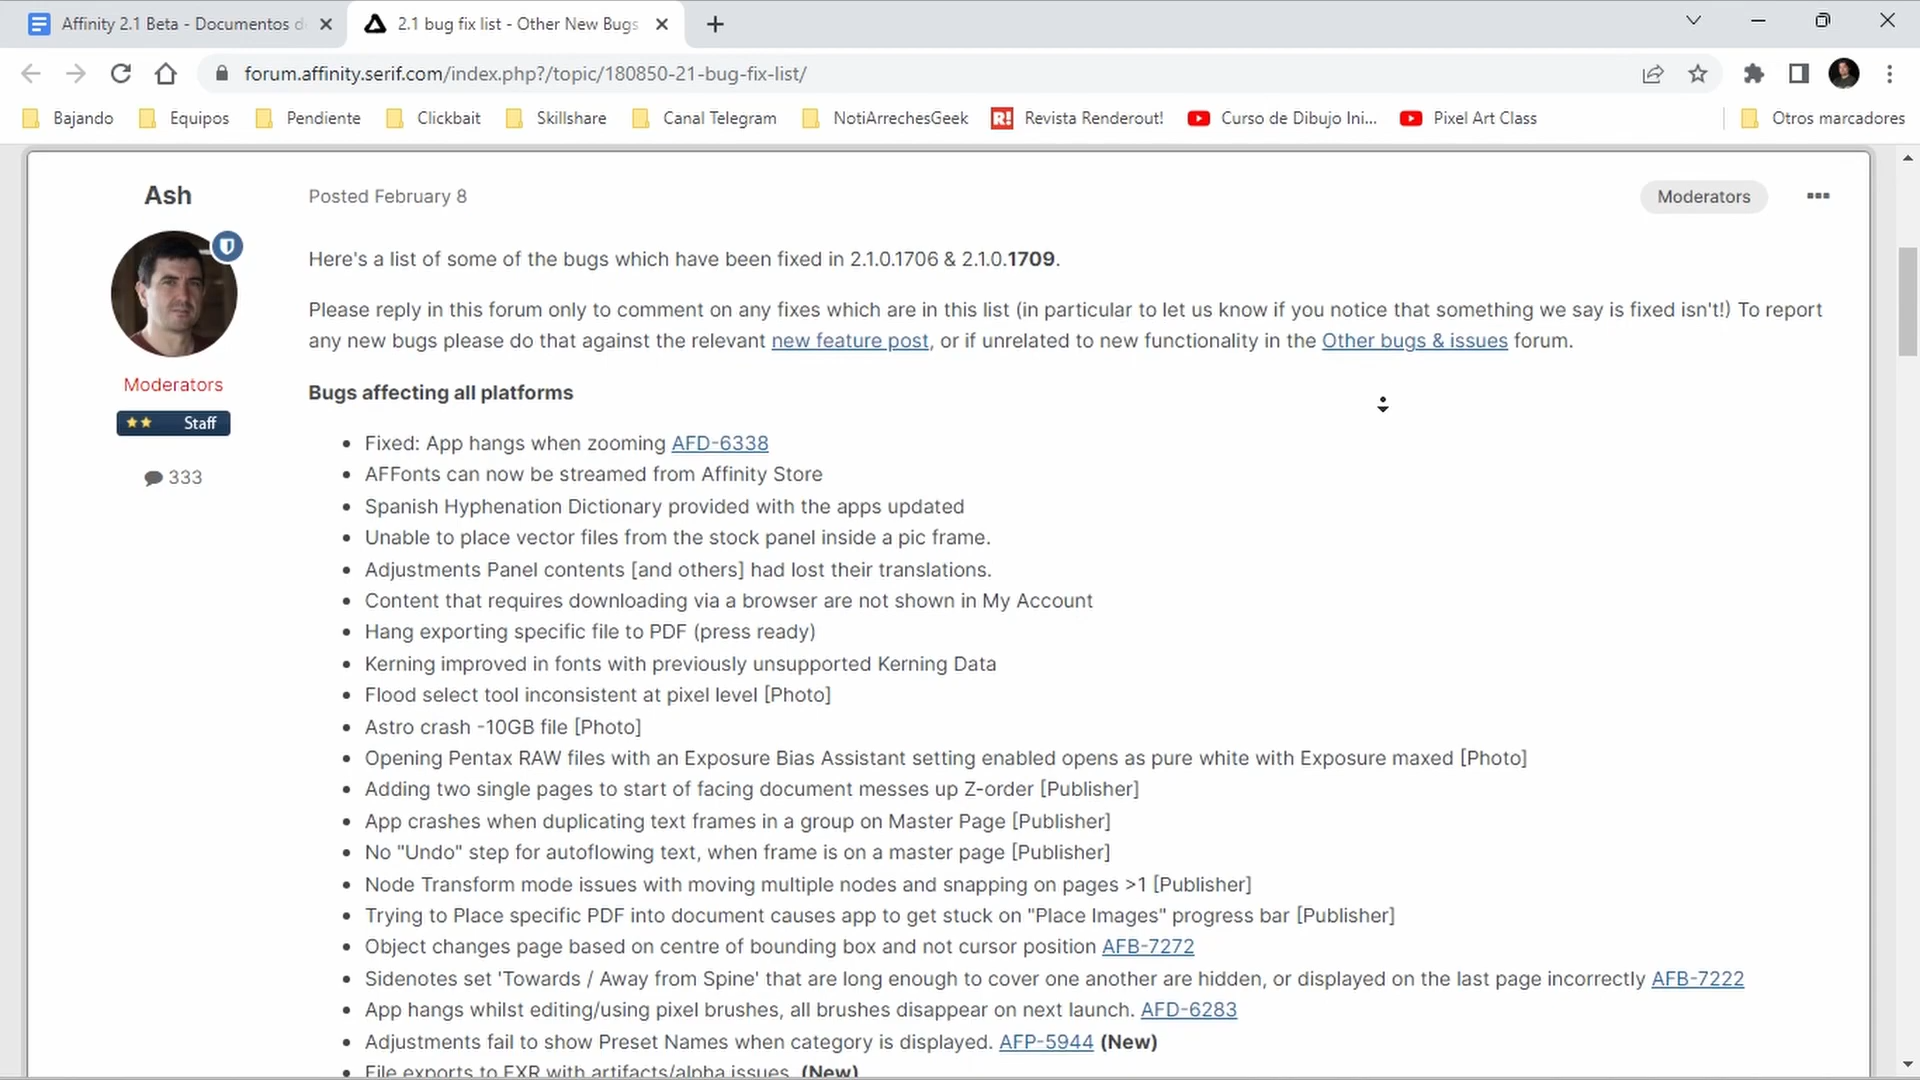 Affinity 2.1 Beta - Documentos d
2.1 bug fix list - Other New Bugs
forum.affinity.serif.com/index.php?/topic/180850-21-bug-fix-list/
Bajando
Equipos
Pendiente
Clickbait
Skillshare
Canal Telegram
NotiArrechesGeek
R!
Revista Renderout!
Curso de Dibujo Ini...
Pixel Art Class
Otros marcadores
Ash
Posted February 8
Moderators
Here's a list of some of the bugs which have been fixed in 2.1.0.1706 & 2.1.0.1709.
Please reply in this forum only to comment on any fixes which are in this list (in particular to let us know if you notice that something we say is fixed isn't!) To report
any new bugs please do that against the relevant new feature post, or if unrelated to new functionality in the Other bugs & issues forum.
Moderators
Staff
333
Bugs affecting all platforms
• Fixed: App hangs when zooming AFD-6338
• AFFonts can now be streamed from Affinity Store
• Spanish Hyphenation Dictionary provided with the apps updated
• Unable to place vector files from the stock panel inside a pic frame.
• Adjustments Panel contents [and others] had lost their translations.
• Content that requires downloading via a browser are not shown in My Account
• Hang exporting specific file to PDF (press ready)
• Kerning improved in fonts with previously unsupported Kerning Data
• Flood select tool inconsistent at pixel level [Photo]
• Astro crash -10GB file [Photo]
• Opening Pentax RAW files with an Exposure Bias Assistant setting enabled opens as pure white with Exposure maxed [Photo]
• Adding two single pages to start of facing document messes up Z-order [Publisher]
• App crashes when duplicating text frames in a group on Master Page [Publisher]
• No "Undo" step for autoflowing text, when frame is on a master page [Publisher]
• Node Transform mode issues with moving multiple nodes and snapping on pages >1 [Publisher]
• Trying to Place specific PDF into document causes app to get stuck on "Place Images" progress bar [Publisher]
• Object changes page based on centre of bounding box and not cursor position AFB-7272
• Sidenotes set 'Towards / Away from Spine' that are long enough to cover one another are hidden, or displayed on the last page incorrectly AFB-7222
• App hangs whilst editing/using pixel brushes, all brushes disappear on next launch. AFD-6283
• Adjustments fail to show Preset Names when category is displayed. AFP-5944 (New)
• File exports to EXR with artifacts/alpha issues. (New)